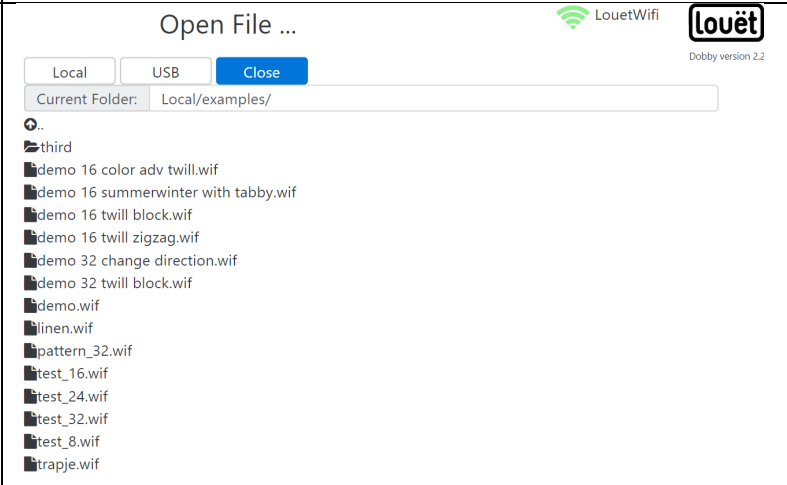 Open File ...
LouetWifi
louët
Dobby version 2.2
Local USB Close
Current Folder: Local/examples/
..
third
demo 16 color adv twill.wif
demo 16 summerwinter with tabby.wif
demo 16 twill block.wif
demo 16 twill zigzag.wif
demo 32 change direction.wif
demo 32 twill block.wif
demo.wif
linen.wif
pattern_32.wif
test_16.wif
test_24.wif
test_32.wif
test_8.wif
trapje.wif